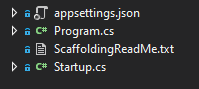 appsettings.json
C# Program.cs
ScaffoldingReadMe.txt
C# Startup.cs